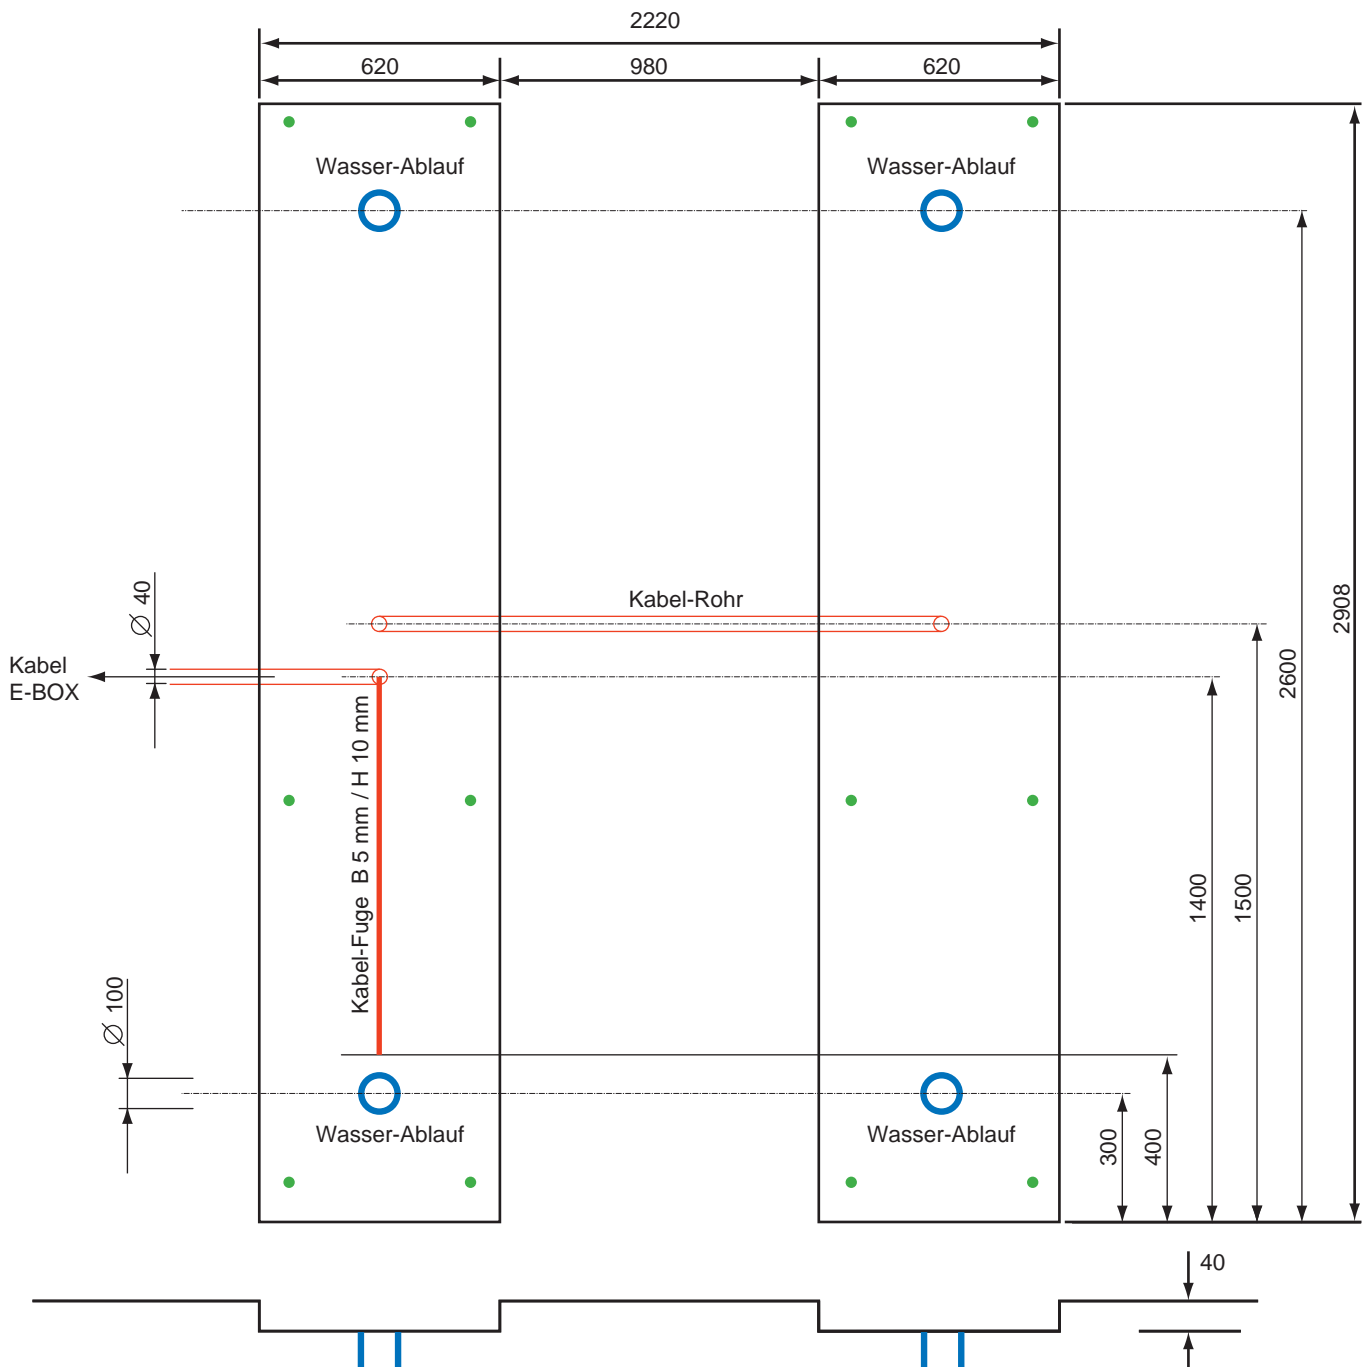 2220
620
980
620
Wasser-Ablauf
Wasser-Ablauf
Kabel-Rohr
Ø 40
Kabel
E-BOX
Kabel-Fuge B 5 mm / H 10 mm
2908
2600
1500
1400
Ø 100
300
400
Wasser-Ablauf
Wasser-Ablauf
40